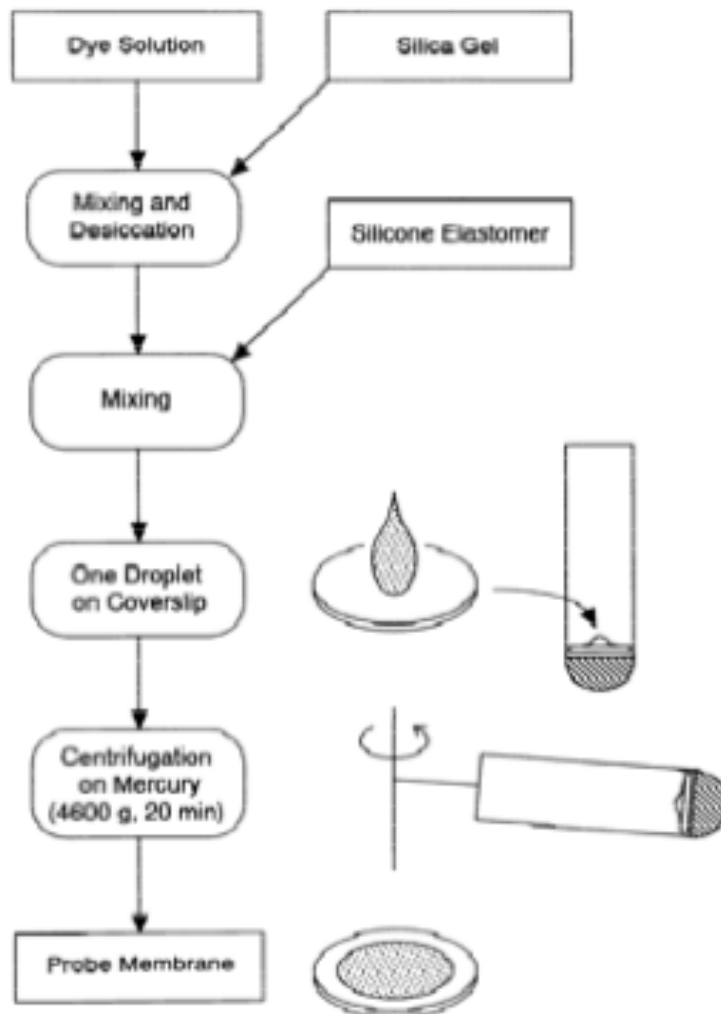 Dye Solution
Silica Gel
Mixing and
Desiccation
Silicone Elastomer
Mixing
One Droplet
on Coverslip
Centrifugation
on Mercury
(4600 g, 20 min)
Probe Membrane